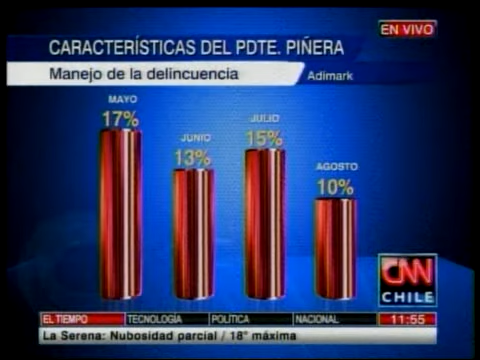 EN VIVO
CARACTERÍSTICAS DEL PDTE. PIÑERA
Manejo de la delincuencia
Adimark
MAYO
17%
JUNIO
13%
JULIO
15%
AGOSTO
10%
CNN
CHILE
EL TIEMPO TECNOLOGÍA POLÍTICA NACIONAL 11:55
La Serena: Nubosidad parcial / 18° máxima